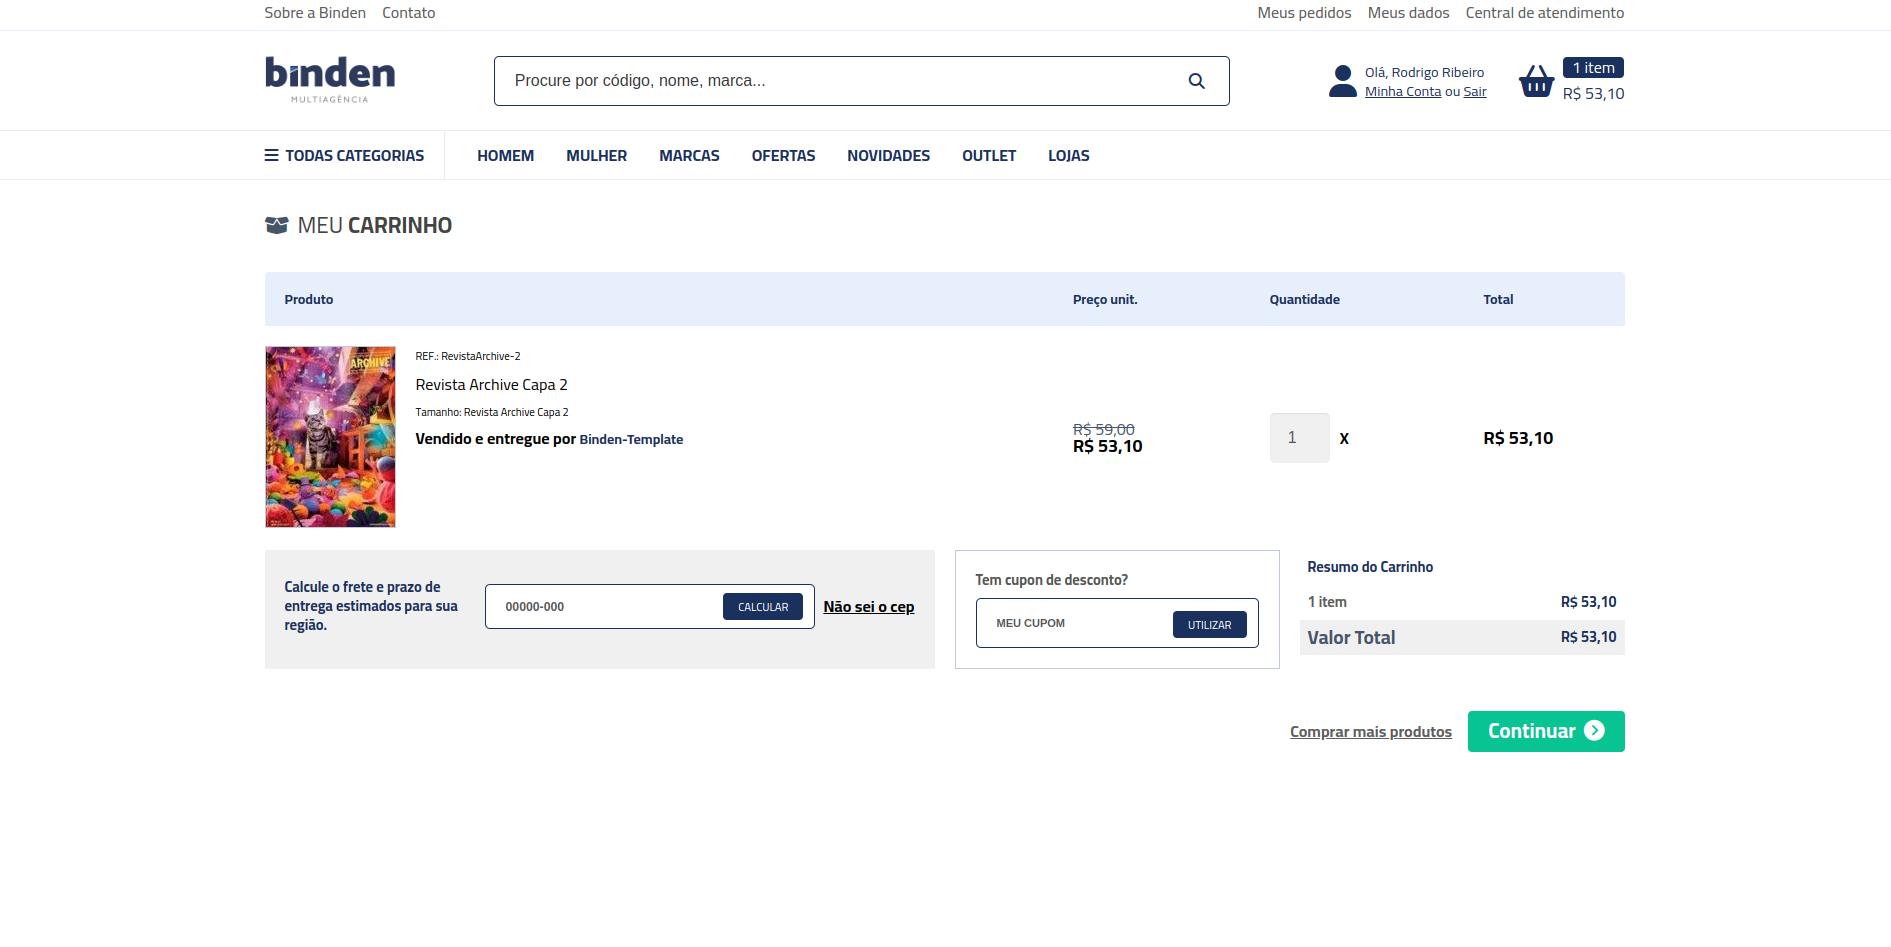 Sobre a Binden Contato Meus pedidos Meus dados Central de atendimento
binden
MULTIAGÊNCIA
Procure por código, nome, marca...
Olá, Rodrigo Ribeiro
Minha Conta ou Sair
1 item
R$ 53,10
TODAS CATEGORIAS HOMEM MULHER MARCAS OFERTAS NOVIDADES OUTLET LOJAS
MEU CARRINHO
Produto Preço unit. Quantidade Total
ARCHIVE
REF.: RevistaArchive-2
Revista Archive Capa 2
Tamanho: Revista Archive Capa 2
Vendido e entregue por Binden-Template
R$ 59,00
R$ 53,10
1 X R$ 53,10
Calcule o frete e prazo de
entrega estimados para sua
região.
00000-000 CALCULAR Não sei o cep
Tem cupon de desconto?
MEU CUPOM UTILIZAR
Resumo do Carrinho
1 item R$ 53,10
Valor Total R$ 53,10
Comprar mais produtos Continuar